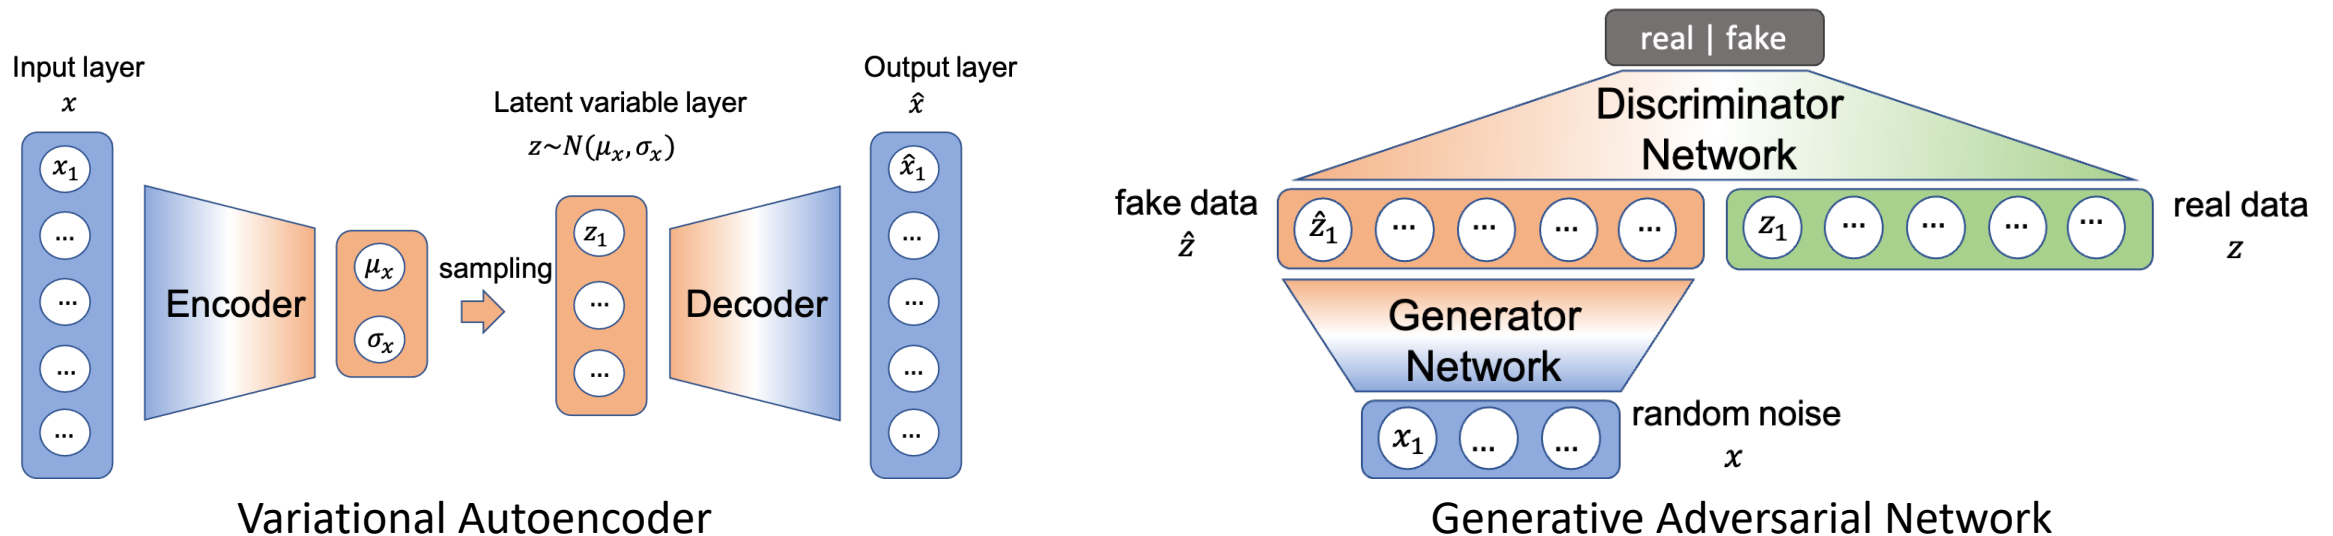 Input layer
x
x₁
...
...
...
...
Encoder
μₓ
σₓ
sampling
Latent variable layer
z~N(μₓ, σₓ)
z₁
...
...
Decoder
Output layer
x̂
x̂₁
...
...
...
...
Variational Autoencoder
real | fake
Discriminator
Network
fake data
ẑ
ẑ₁ ... ... ... ...
z₁ ... ... ... ...
real data
z
Generator
Network
x₁ ... ...
random noise
x
Generative Adversarial Network